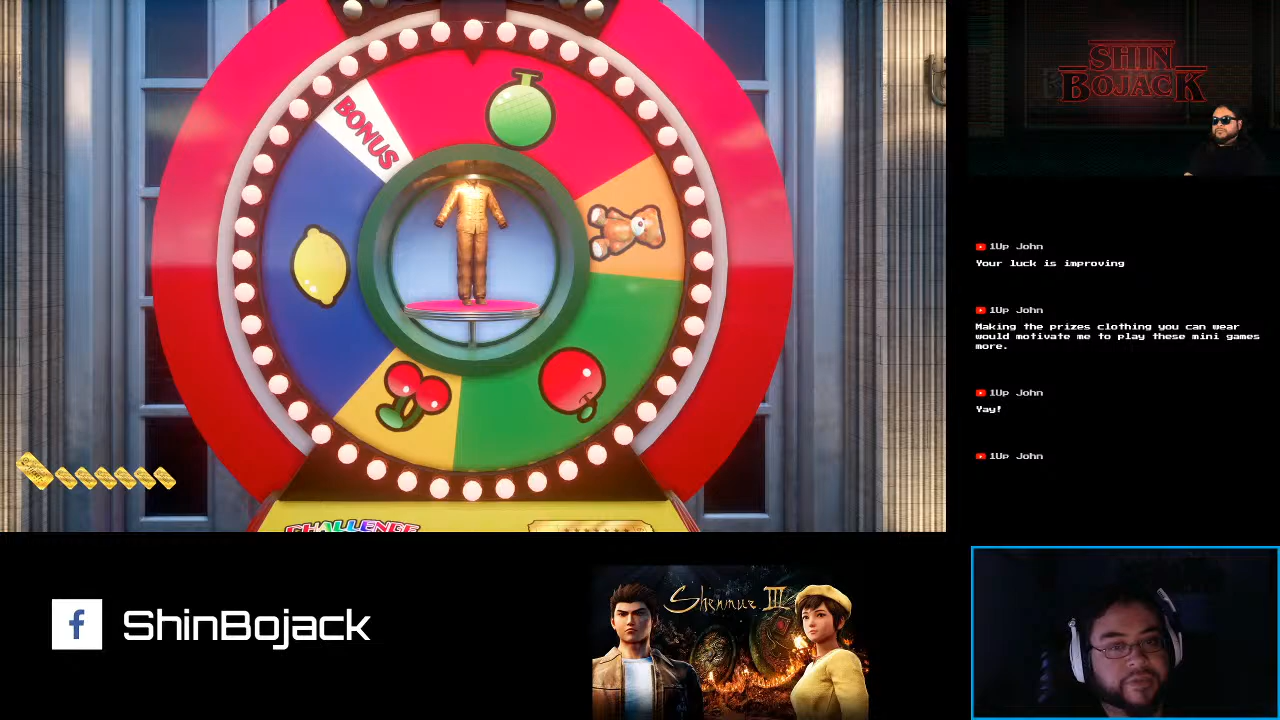 BONUS
CHALLENGE
SHIN
BOJACK
1Up John
Your luck is improving
1Up John
Making the prizes clothing you can wear
would motivate me to play these mini games
more.
1Up John
Yay!
1Up John
f ShinBojack
Shenmue III